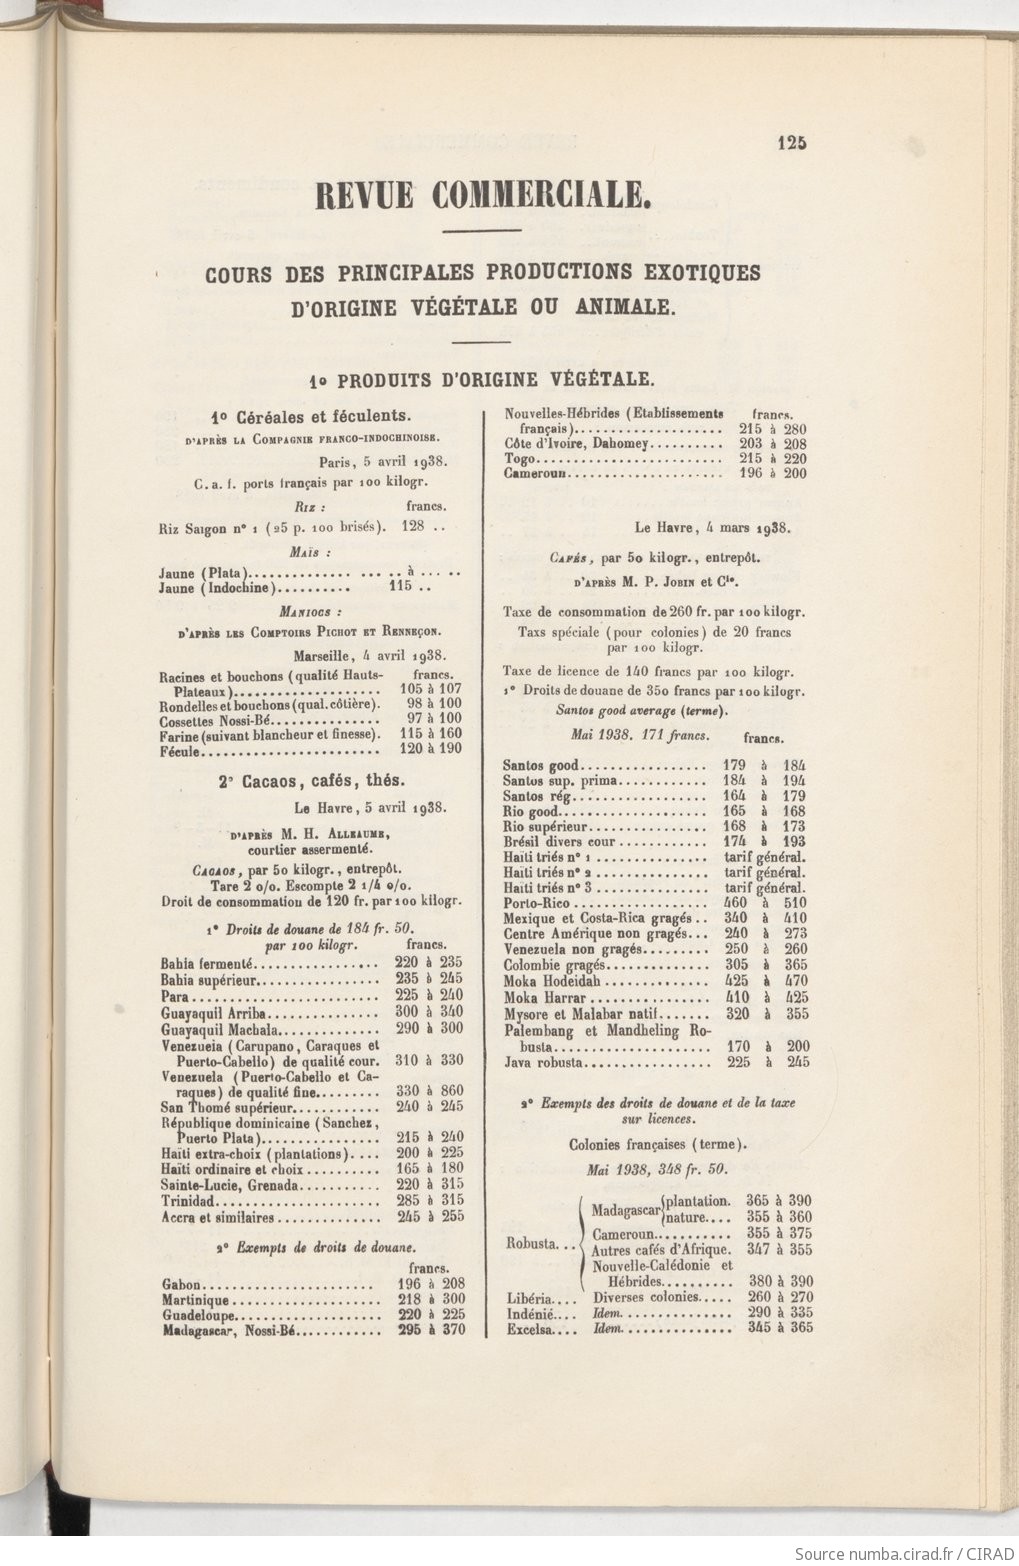 125
REVUE COMMERCIALE.
COURS DES PRINCIPALES PRODUCTIONS EXOTIQUES
D'ORIGINE VÉGÉTALE OU ANIMALE.
1º PRODUITS D'ORIGINE VÉGÉTALE.
1º Céréales et féculents.
D'APRÈS LA COMPAGNIE FRANCO-INDOCHINOISE.
Paris, 5 avril 1938.
C. a. f. ports français par 100 kilogr.
RIZ : francs.
Riz Saigon nº 1 (25 p. 100 brisés). 128 ..
MAÏS :
Jaune (Plata).............. ... .. à ... ..
Jaune (Indochine).......... 115 ..
MANIOCS :
D'APRÈS LES COMPTOIRS PICHOT ET RENNEÇON.
Marseille, 4 avril 1938.
Racines et bouchons (qualité Hauts- francs.
Plateaux).................... 105 à 107
Rondelles et bouchons (qual. côtière). 98 à 100
Cossettes Nossi-Bé............... 97 à 100
Farine (suivant blancheur et finesse). 115 à 160
Fécule........................ 120 à 190
2º Cacaos, cafés, thés.
Le Havre, 5 avril 1938.
D'APRÈS M. H. ALLEAUME,
courtier assermenté.
CACAOS, par 50 kilogr., entrepôt.
Tare 2 o/o. Escompte 2 1/4 o/o.
Droit de consommation de 120 fr. par 100 kilogr.
1º Droits de douane de 184 fr. 50.
par 100 kilogr. francs.
Bahia fermenté................ 220 à 235
Bahia supérieur................ 235 à 245
Para......................... 225 à 240
Guayaquil Arriba............... 300 à 340
Guayaquil Machala.............. 290 à 300
Venezueia (Carupano, Caraques et
Puerto-Cabello) de qualité cour. 310 à 330
Venezuela (Puerto-Cabello et Ca-
raques) de qualité fine......... 330 à 860
San Thomé supérieur............ 240 à 245
République dominicaine (Sanchez,
Puerto Plata)................ 215 à 240
Haïti extra-choix (plantations).... 200 à 225
Haïti ordinaire et choix.......... 165 à 180
Sainte-Lucie, Grenada........... 220 à 315
Trinidad...................... 285 à 315
Accra et similaires.............. 245 à 255
2º Exempts de droits de douane.
francs.
Gabon....................... 196 à 208
Martinique.................... 218 à 300
Guadeloupe.................... 220 à 225
Madagascar, Nossi-Bé............ 295 à 370
Nouvelles-Hébrides (Etablissements francs.
français).................... 215 à 280
Côte d'Ivoire, Dahomey.......... 203 à 208
Togo......................... 215 à 220
Cameroun..................... 196 à 200
Le Havre, 4 mars 1938.
CAFÉS, par 50 kilogr., entrepôt.
D'APRÈS M. P. JOBIN et Cie.
Taxe de consommation de 260 fr. par 100 kilogr.
Taxs spéciale (pour colonies) de 20 francs
par 100 kilogr.
Taxe de licence de 140 francs par 100 kilogr.
1º Droits de douane de 350 francs par 100 kilogr.
Santos good average (terme).
Mai 1938. 171 francs. francs.
Santos good................. 179 à 184
Santos sup. prima............ 184 à 194
Santos rég.................. 164 à 179
Rio good.................... 165 à 168
Rio supérieur................ 168 à 173
Brésil divers cour............ 174 à 193
Haïti triés nº 1............... tarif général.
Haïti triés nº 2............... tarif général.
Haïti triés nº 3............... tarif général.
Porto-Rico.................. 460 à 510
Mexique et Costa-Rica gragés.. 340 à 410
Centre Amérique non gragés... 240 à 273
Venezuela non gragés......... 250 à 260
Colombie gragés.............. 305 à 365
Moka Hodeidah.............. 425 à 470
Moka Harrar................ 410 à 425
Mysore et Malabar natif....... 320 à 355
Palembang et Mandheling Ro-
busta..................... 170 à 200
Java robusta................. 225 à 245
2º Exempts des droits de douane et de la taxe
sur licences.
Colonies françaises (terme).
Mai 1938, 348 fr. 50.
Robusta... Madagascar plantation. 365 à 390
nature.... 355 à 360
Cameroun........... 355 à 375
Autres cafés d'Afrique. 347 à 355
Nouvelle-Calédonie et
Hébrides.......... 380 à 390
Libéria.... Diverses colonies..... 260 à 270
Indénié.... Idem............... 290 à 335
Excelsa.... Idem............... 345 à 365
Source numba.cirad.fr / CIRAD